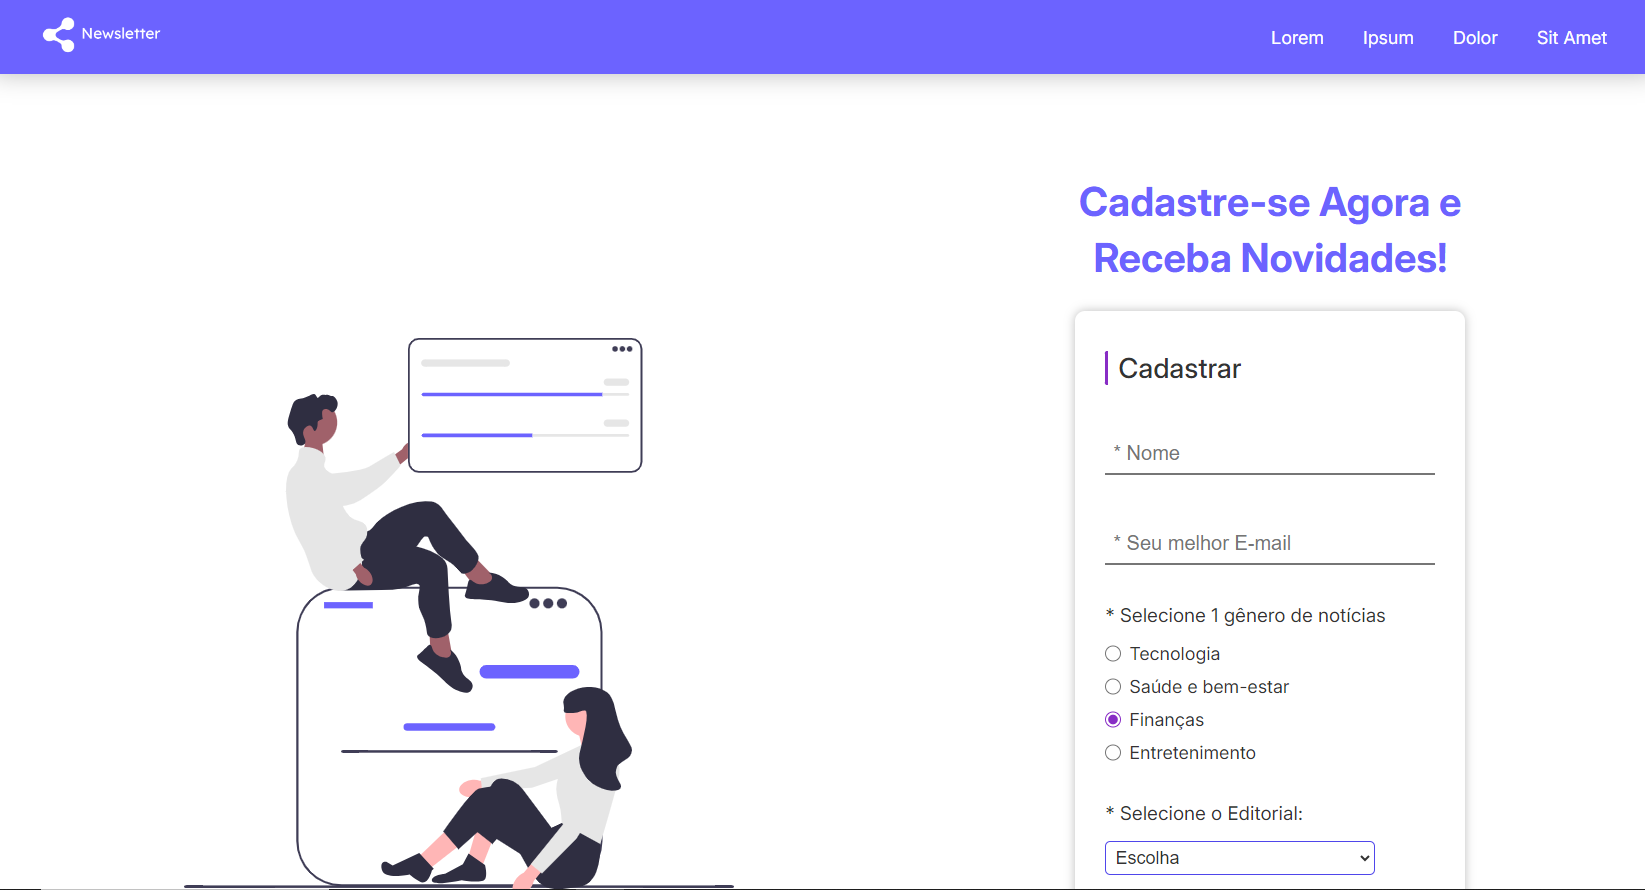 Newsletter
Lorem Ipsum Dolor Sit Amet
Cadastre-se Agora e
Receba Novidades!
Cadastrar
* Nome
* Seu melhor E-mail
* Selecione 1 gênero de notícias
Tecnologia
Saúde e bem-estar
Finanças
Entretenimento
* Selecione o Editorial:
Escolha